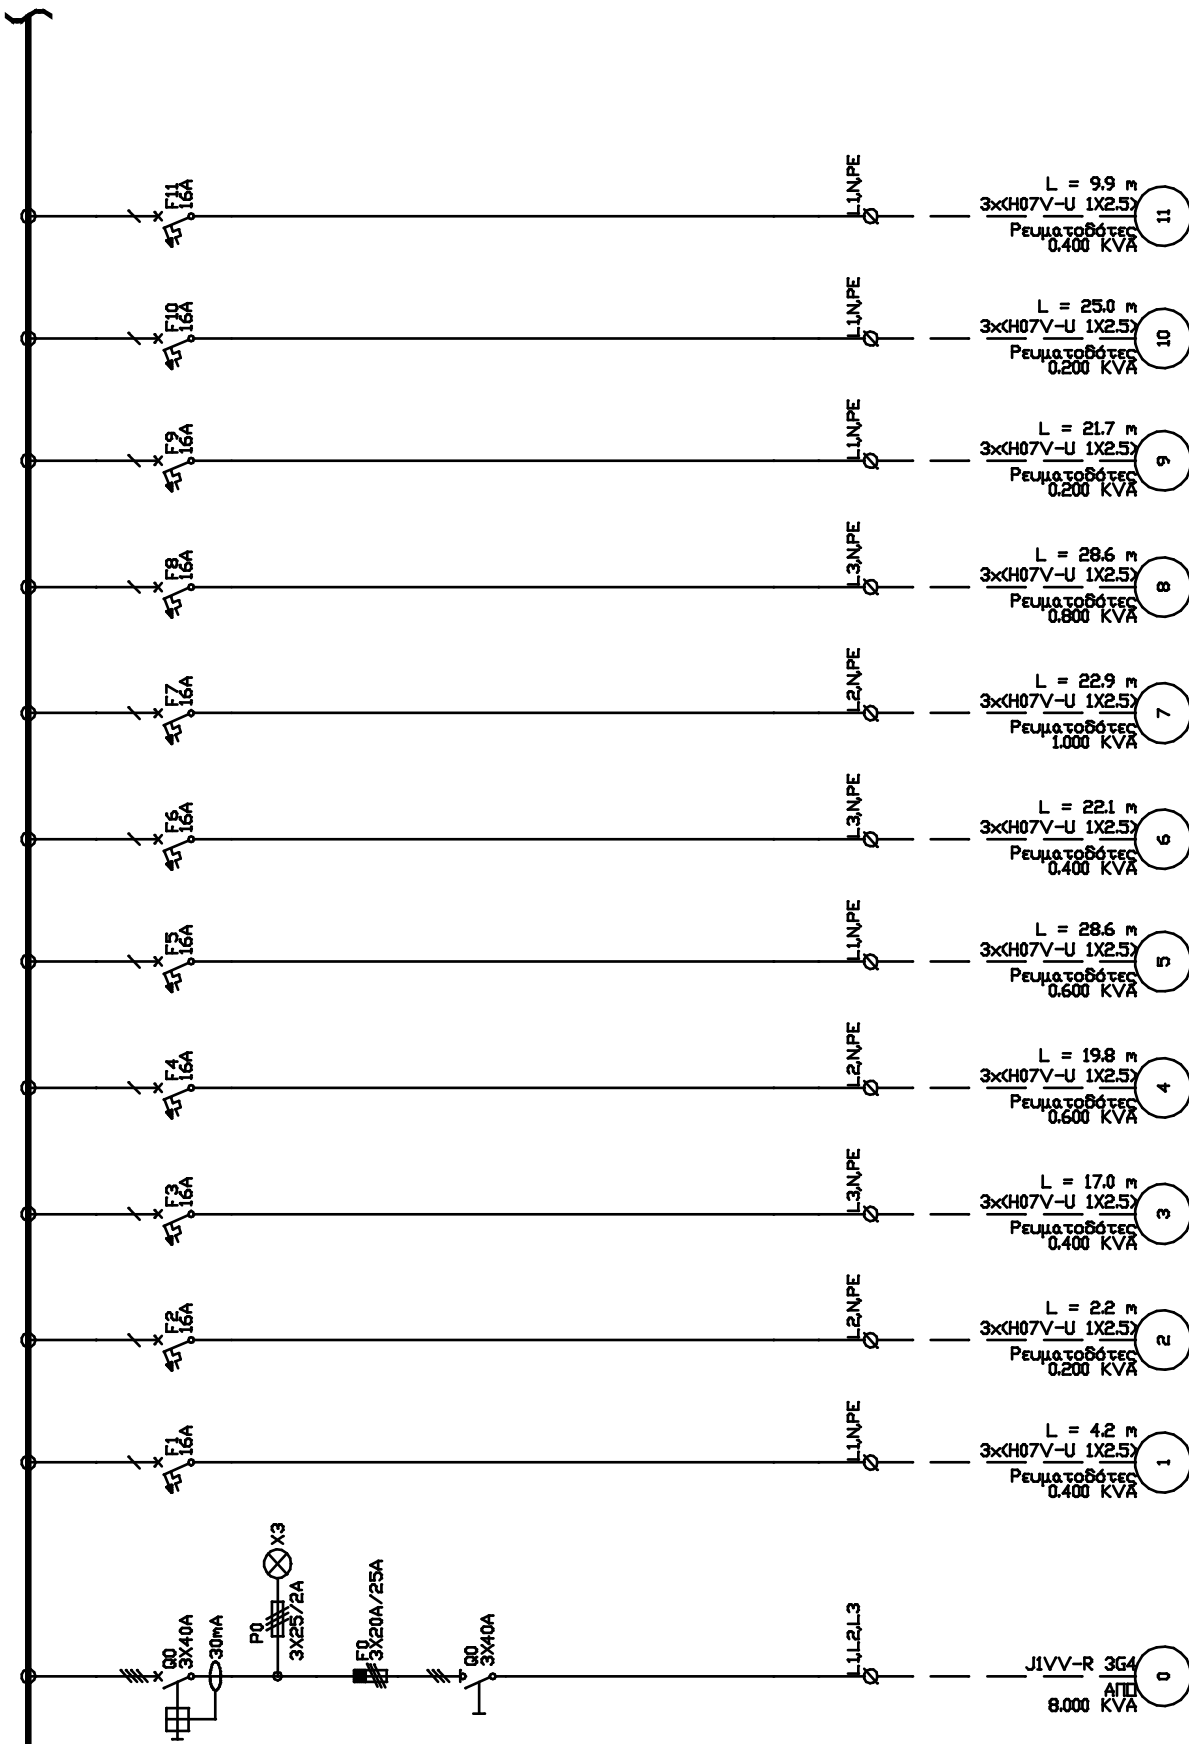 F11
16A
L1,N,PE
L = 9.9 m
3x(H07V-U 1X2.5)
Ρευματοδότες
0.400 KVA
11
F10
16A
L1,N,PE
L = 25.0 m
3x(H07V-U 1X2.5)
Ρευματοδότες
0.200 KVA
10
F9
16A
L1,N,PE
L = 21.7 m
3x(H07V-U 1X2.5)
Ρευματοδότες
0.200 KVA
9
F8
16A
L3,N,PE
L = 28.6 m
3x(H07V-U 1X2.5)
Ρευματοδότες
0.800 KVA
8
F7
16A
L2,N,PE
L = 22.9 m
3x(H07V-U 1X2.5)
Ρευματοδότες
1.000 KVA
7
F6
16A
L3,N,PE
L = 22.1 m
3x(H07V-U 1X2.5)
Ρευματοδότες
0.400 KVA
6
F5
16A
L1,N,PE
L = 28.6 m
3x(H07V-U 1X2.5)
Ρευματοδότες
0.600 KVA
5
F4
16A
L2,N,PE
L = 19.8 m
3x(H07V-U 1X2.5)
Ρευματοδότες
0.600 KVA
4
F3
16A
L3,N,PE
L = 17.0 m
3x(H07V-U 1X2.5)
Ρευματοδότες
0.400 KVA
3
F2
16A
L2,N,PE
L = 2.2 m
3x(H07V-U 1X2.5)
Ρευματοδότες
0.200 KVA
2
F1
16A
L1,N,PE
L = 4.2 m
3x(H07V-U 1X2.5)
Ρευματοδότες
0.400 KVA
1
X3
Q0
3X40A
30mA
P0
3X25/2A
F0
3X20A/25A
Q0
3X40A
L1,L2,L3
J1VV-R 3G4
ΑΠΟ
8.000 KVA
0